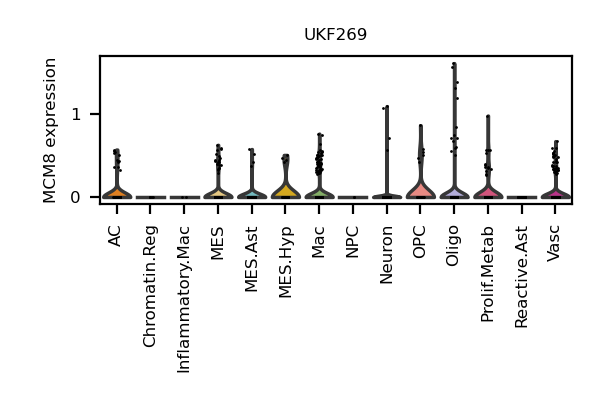 UKF269
MCM8 expression
1
0
AC
Chromatin.Reg
Inflammatory.Mac
MES
MES.Ast
MES.Hyp
Mac
NPC
Neuron
OPC
Oligo
Prolif.Metab
Reactive.Ast
Vasc